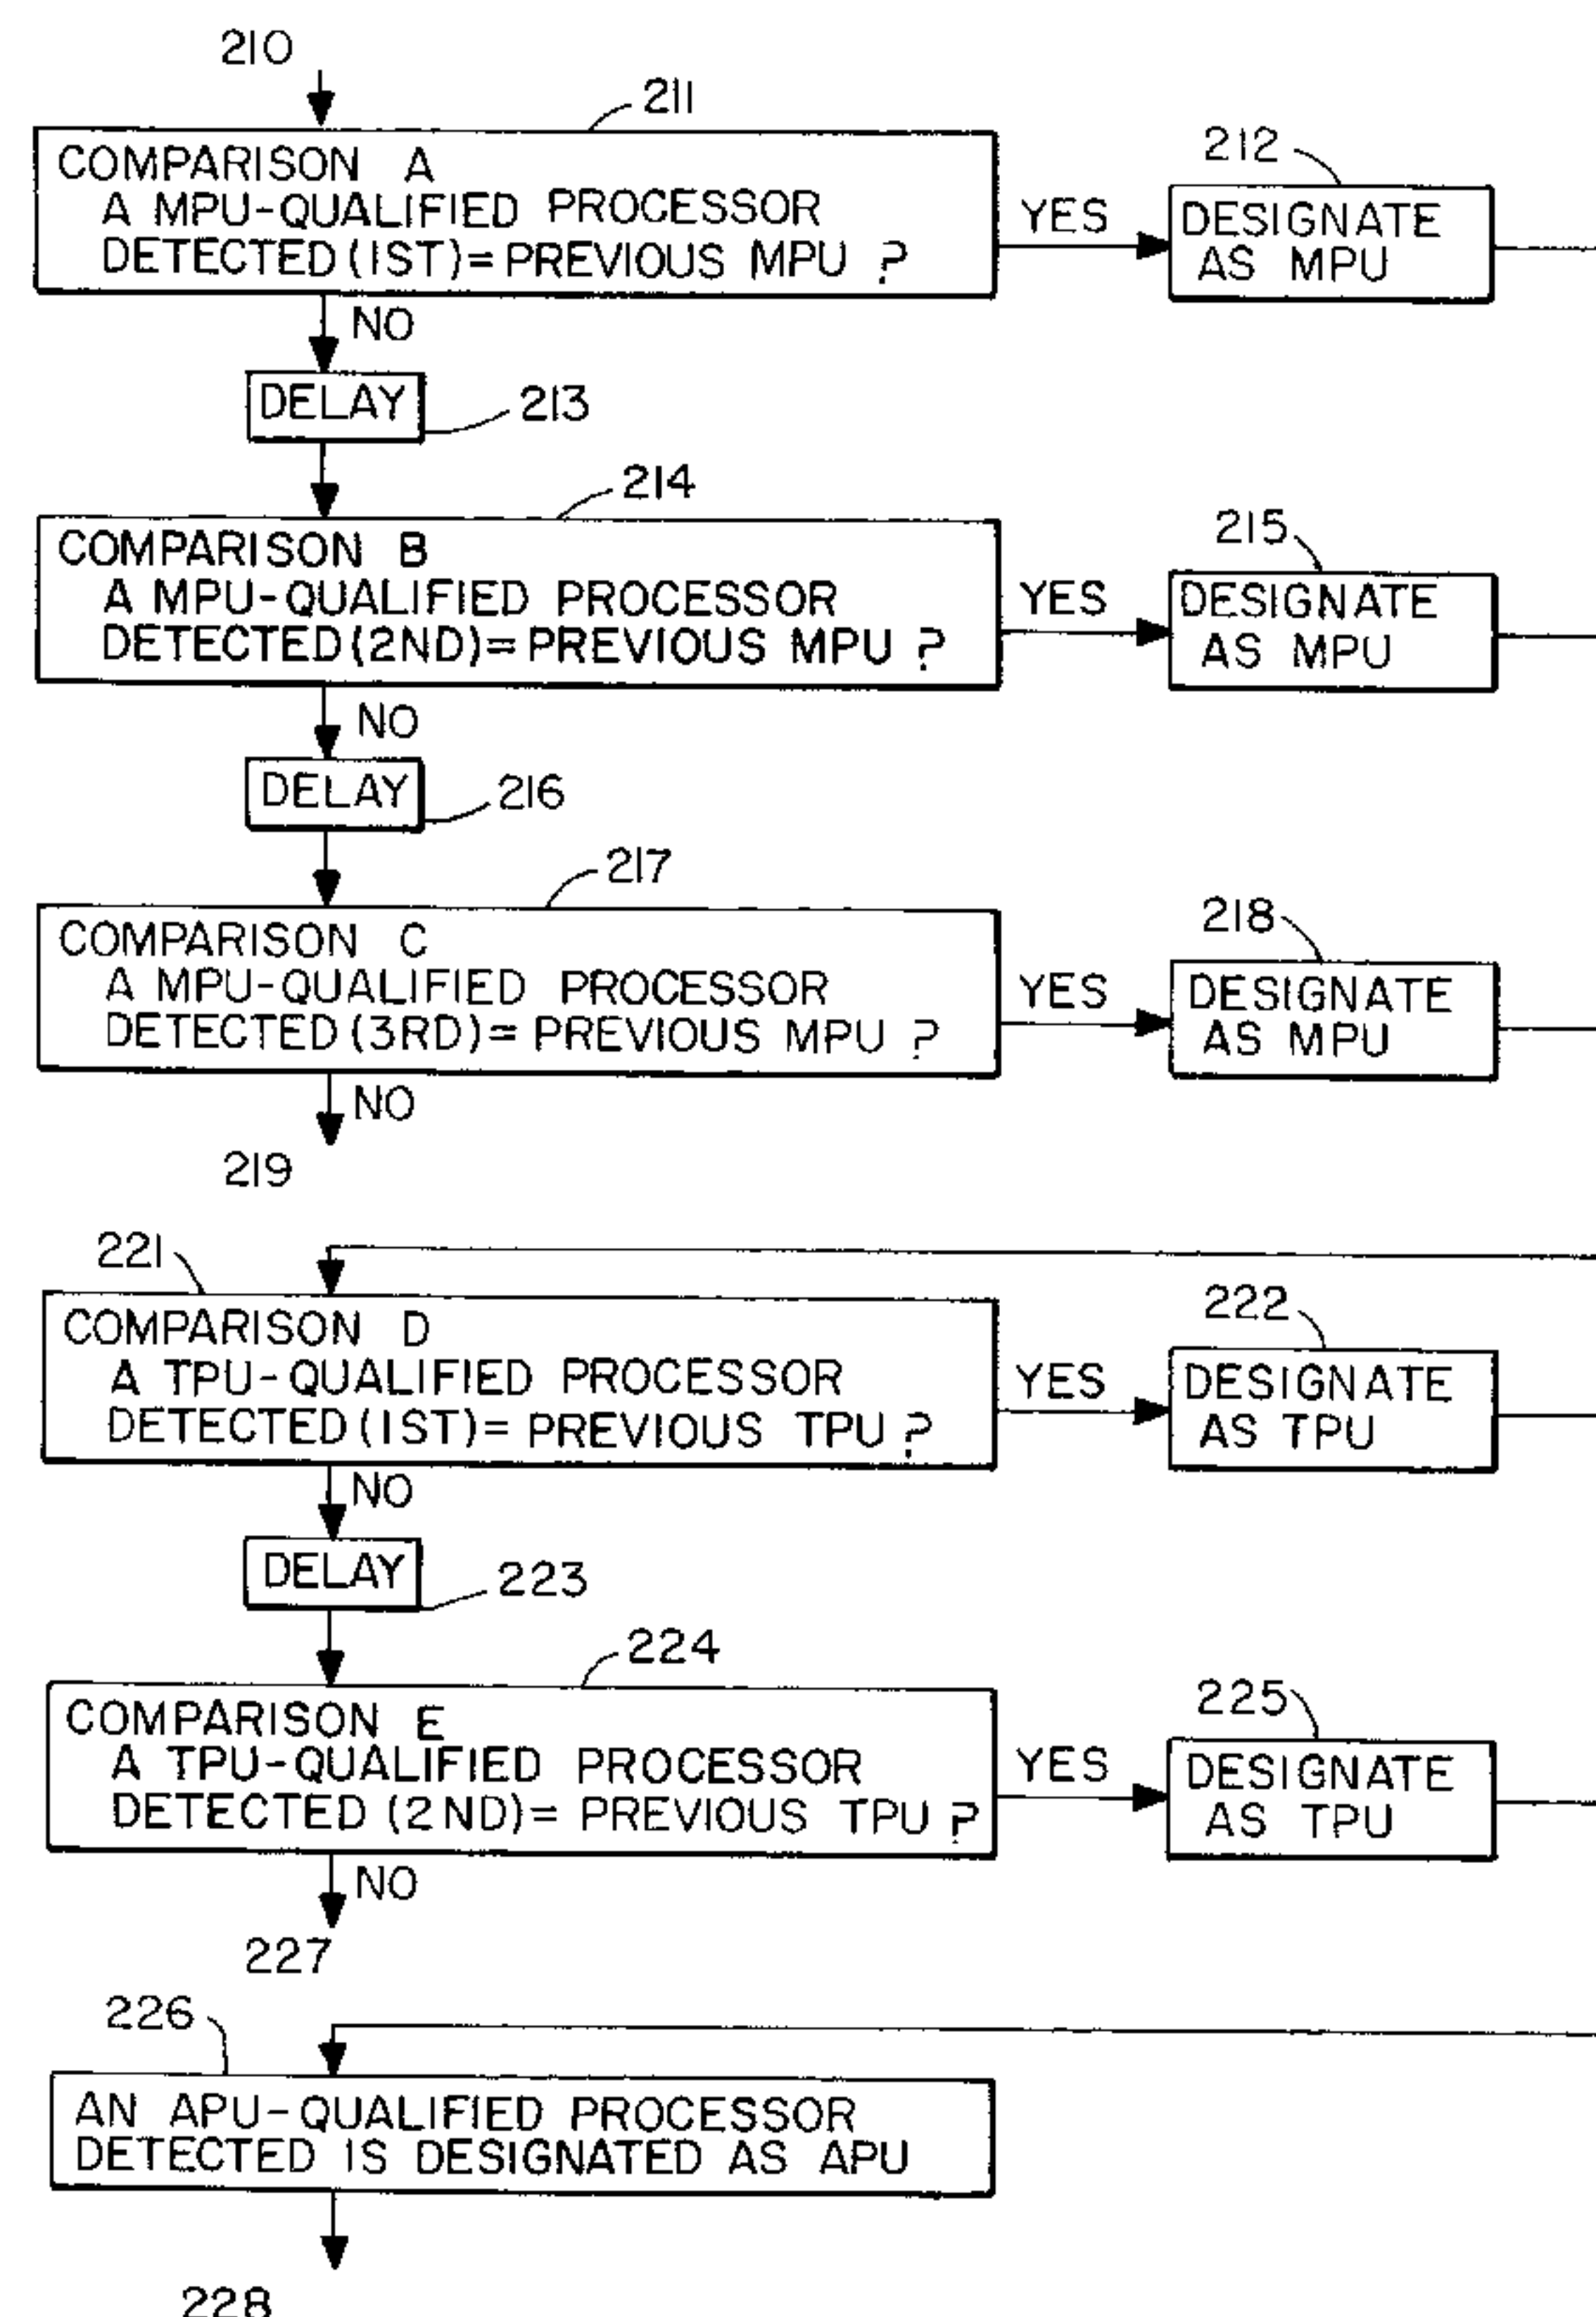 210
211
COMPARISON A
A MPU-QUALIFIED PROCESSOR
DETECTED (1ST) = PREVIOUS MPU ?
YES
212
DESIGNATE
AS MPU
NO
DELAY
213
214
COMPARISON B
A MPU-QUALIFIED PROCESSOR
DETECTED (2ND) = PREVIOUS MPU ?
YES
215
DESIGNATE
AS MPU
NO
DELAY
216
217
COMPARISON C
A MPU-QUALIFIED PROCESSOR
DETECTED (3RD) = PREVIOUS MPU ?
YES
218
DESIGNATE
AS MPU
NO
219
221
COMPARISON D
A TPU-QUALIFIED PROCESSOR
DETECTED (1ST) = PREVIOUS TPU ?
YES
222
DESIGNATE
AS TPU
NO
DELAY
223
224
COMPARISON E
A TPU-QUALIFIED PROCESSOR
DETECTED (2ND) = PREVIOUS TPU ?
YES
225
DESIGNATE
AS TPU
NO
227
226
AN APU-QUALIFIED PROCESSOR
DETECTED IS DESIGNATED AS APU
228